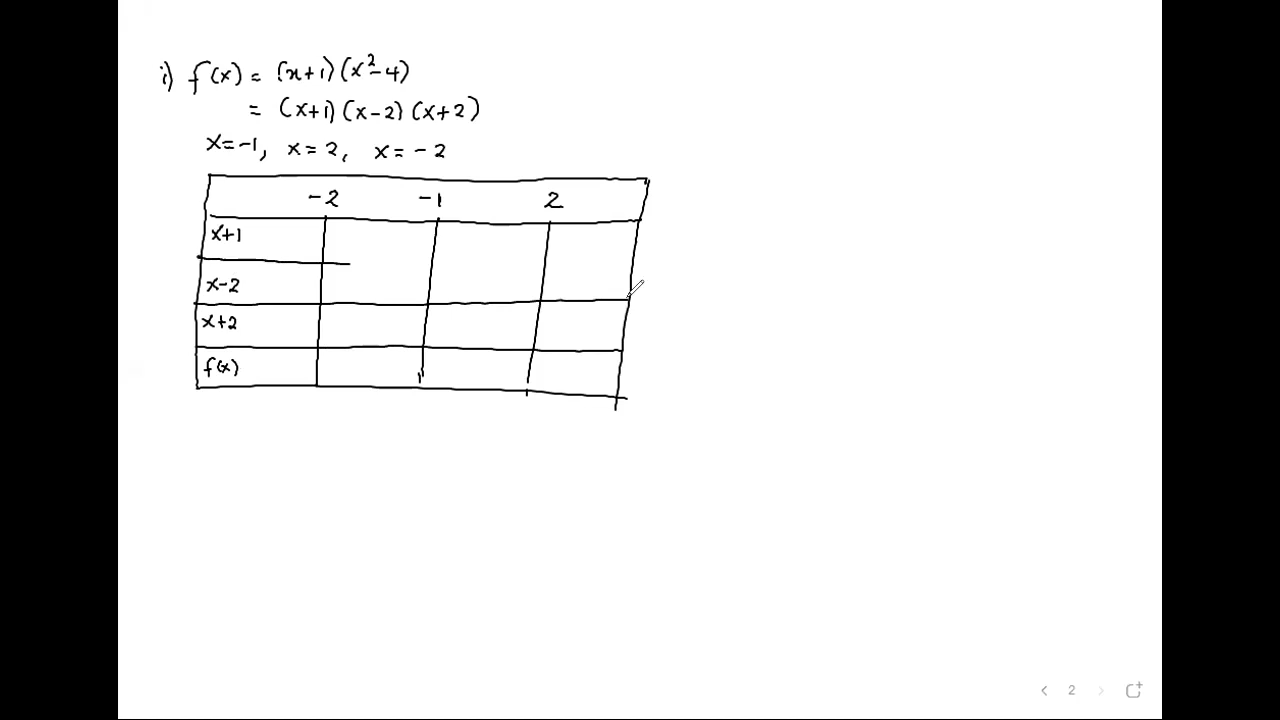 i) f(x) = (x+1)(x²-4)
= (x+1)(x-2)(x+2)
x=-1, x=2, x=-2
-2 -1 2
x+1
x-2
x+2
f(x)
2